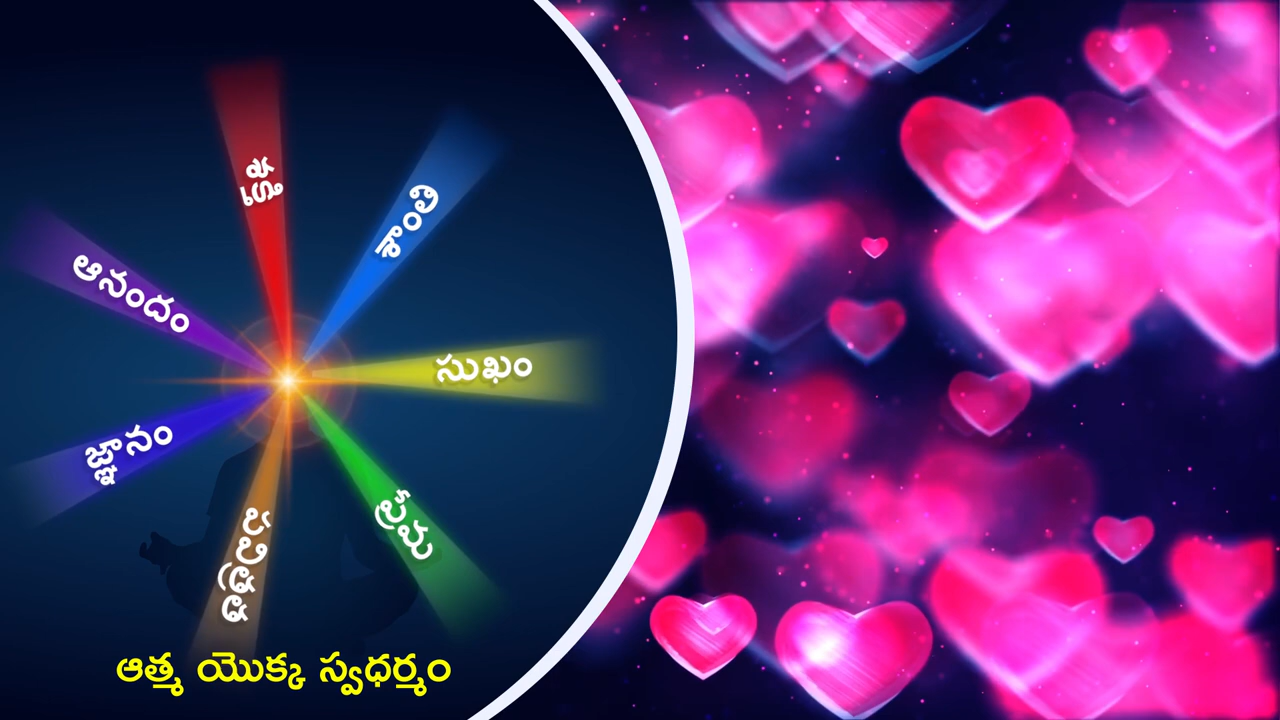 శక్తి
శాంతి
సుఖం
ప్రేమ
పవిత్రత
జ్ఞానం
ఆనందం
ఆత్మ యొక్క స్వధర్మం